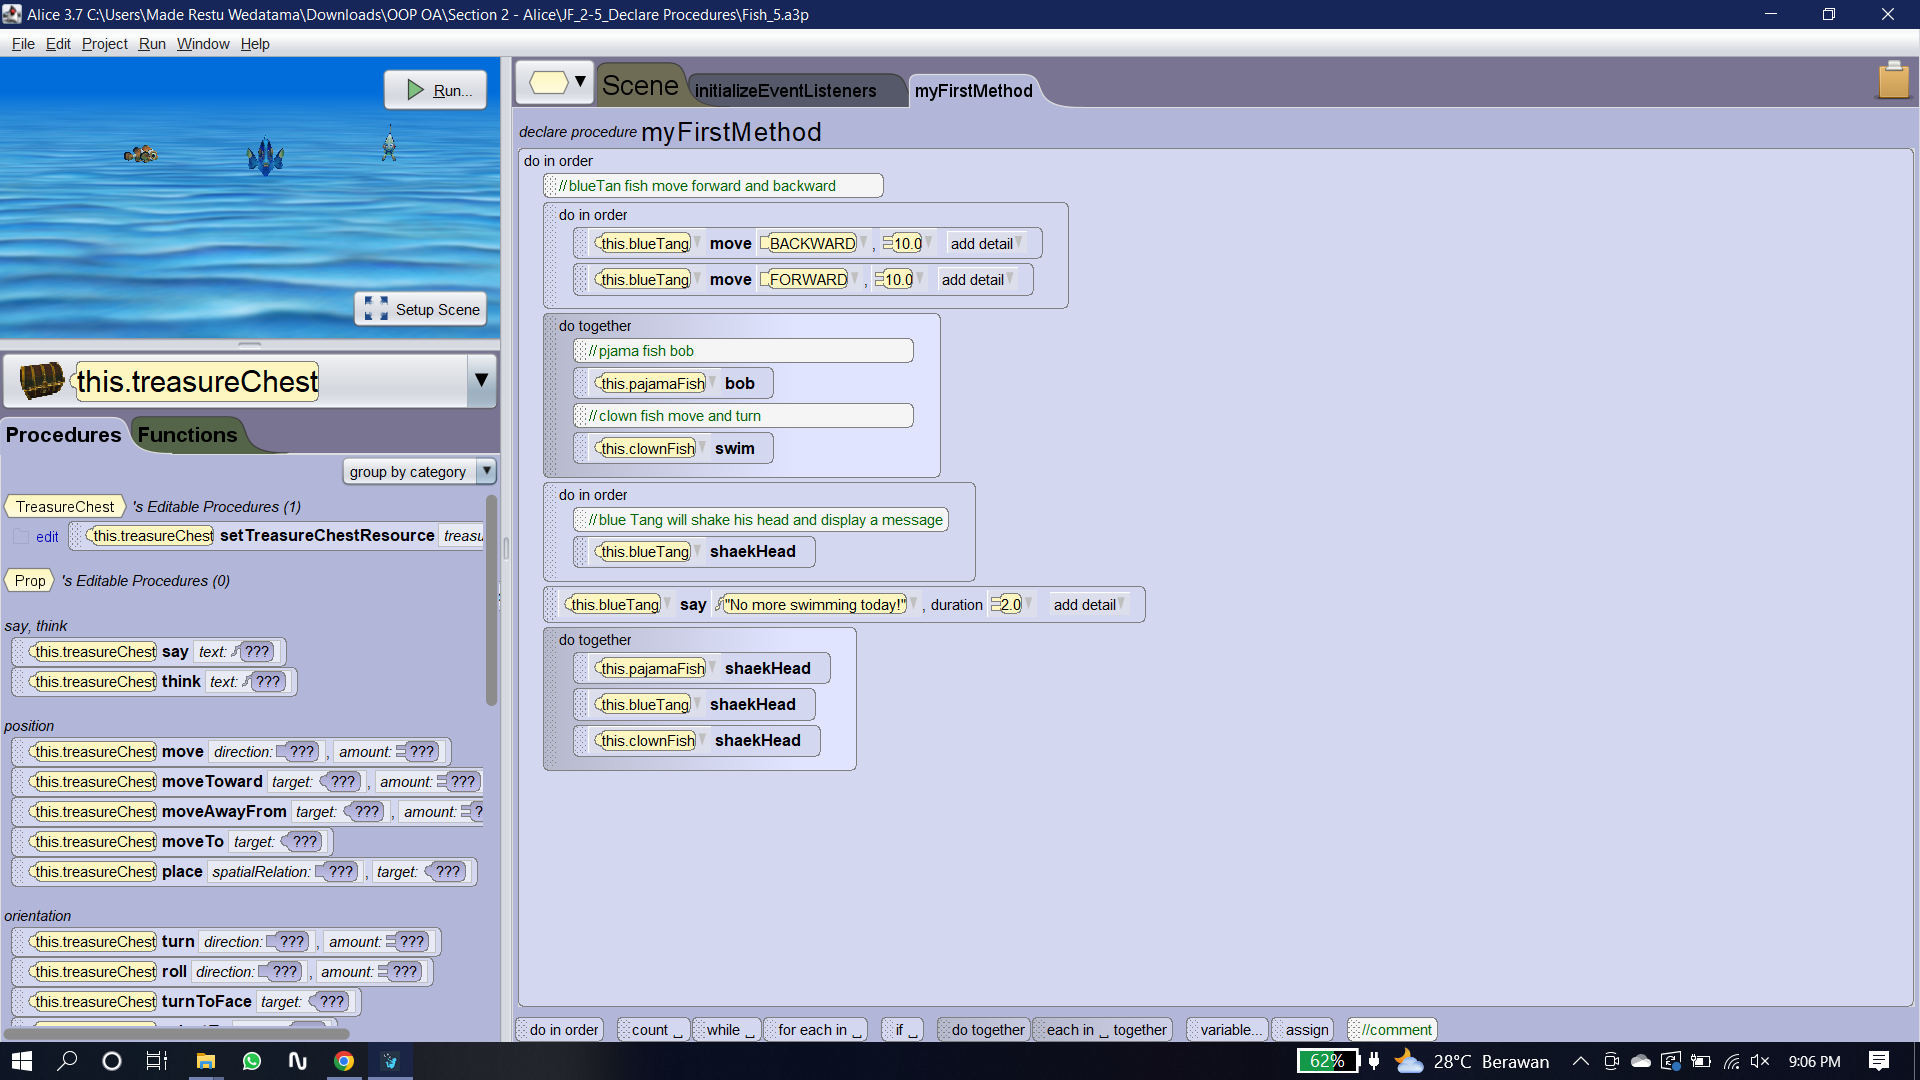 Alice 3.7 C:\Users\Made Restu Wedatama\Downloads\OOP OA\Section 2 - Alice\JF_2-5_Declare Procedures\Fish_5.a3p
File Edit Project Run Window Help
Run...
Setup Scene
this.treasureChest
Procedures Functions
group by category
TreasureChest 's Editable Procedures (1)
edit this.treasureChest setTreasureChestResource
Prop 's Editable Procedures (0)
say, think
this.treasureChest say text: ???
this.treasureChest think text: ???
position
this.treasureChest move direction: ??? , amount: ???
this.treasureChest moveToward target: ??? , amount: ???
this.treasureChest moveAwayFrom target: ??? , amount: ?
this.treasureChest moveTo target: ???
this.treasureChest place spatialRelation: ??? , target: ???
orientation
this.treasureChest turn direction: ??? , amount: ???
this.treasureChest roll direction: ??? , amount: ???
this.treasureChest turnToFace target: ???
Scene initializeEventListeners myFirstMethod
declare procedure myFirstMethod
do in order
//blueTan fish move forward and backward
do in order
this.blueTang move BACKWARD , 10.0 add detail
this.blueTang move FORWARD , 10.0 add detail
do together
//pjama fish bob
this.pajamaFish bob
//clown fish move and turn
this.clownFish swim
do in order
//blue Tang will shake his head and display a message
this.blueTang shaekHead
this.blueTang say "No more swimming today!" , duration 2.0 add detail
do together
this.pajamaFish shaekHead
this.blueTang shaekHead
this.clownFish shaekHead
do in order count _ while _ for each in _ if _ do together each in _ together variable... assign //comment
62% 28°C Berawan 9:06 PM